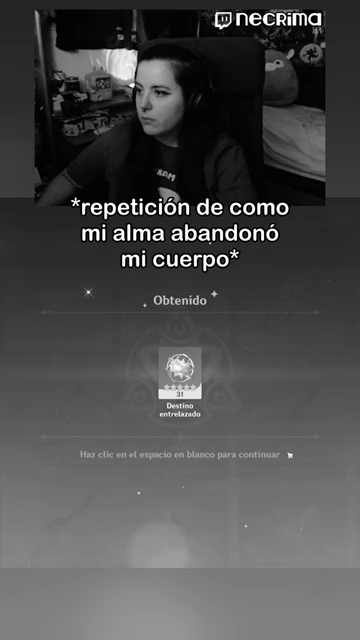 necrima
*repetición de como
mi alma abandonó
mi cuerpo*
Obtenido
31
Destino
entrelazado
Haz clic en el espacio en blanco para continuar